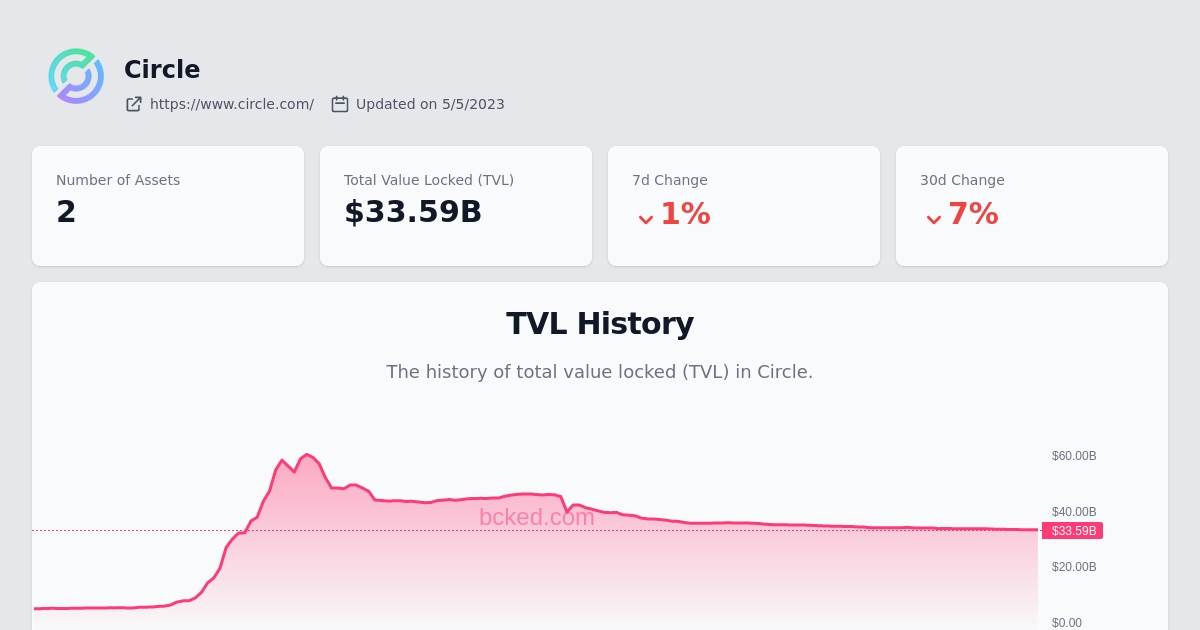 Circle
https://www.circle.com/ Updated on 5/5/2023
Number of Assets
2
Total Value Locked (TVL)
$33.59B
7d Change
1%
30d Change
7%
TVL History
The history of total value locked (TVL) in Circle.
$60.00B
bcked.com
$40.00B
$33.59B
$20.00B
$0.00